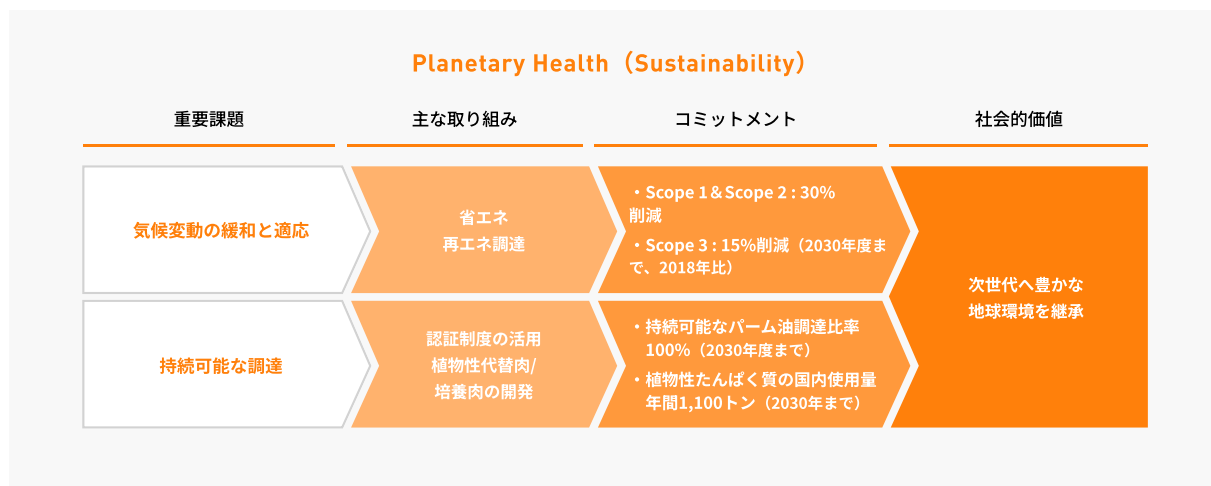 Planetary Health（Sustainability）
重要課題
主な取り組み
コミットメント
社会的価値
気候変動の緩和と適応
省エネ
再エネ調達
・Scope 1＆Scope 2 : 30%
削減
・Scope 3 : 15%削減（2030年度ま
で、2018年比）
持続可能な調達
認証制度の活用
植物性代替肉/
培養肉の開発
・持続可能なパーム油調達比率
100%（2030年度まで）
・植物性たんぱく質の国内使用量
年間1,100トン（2030年まで）
次世代へ豊かな
地球環境を継承